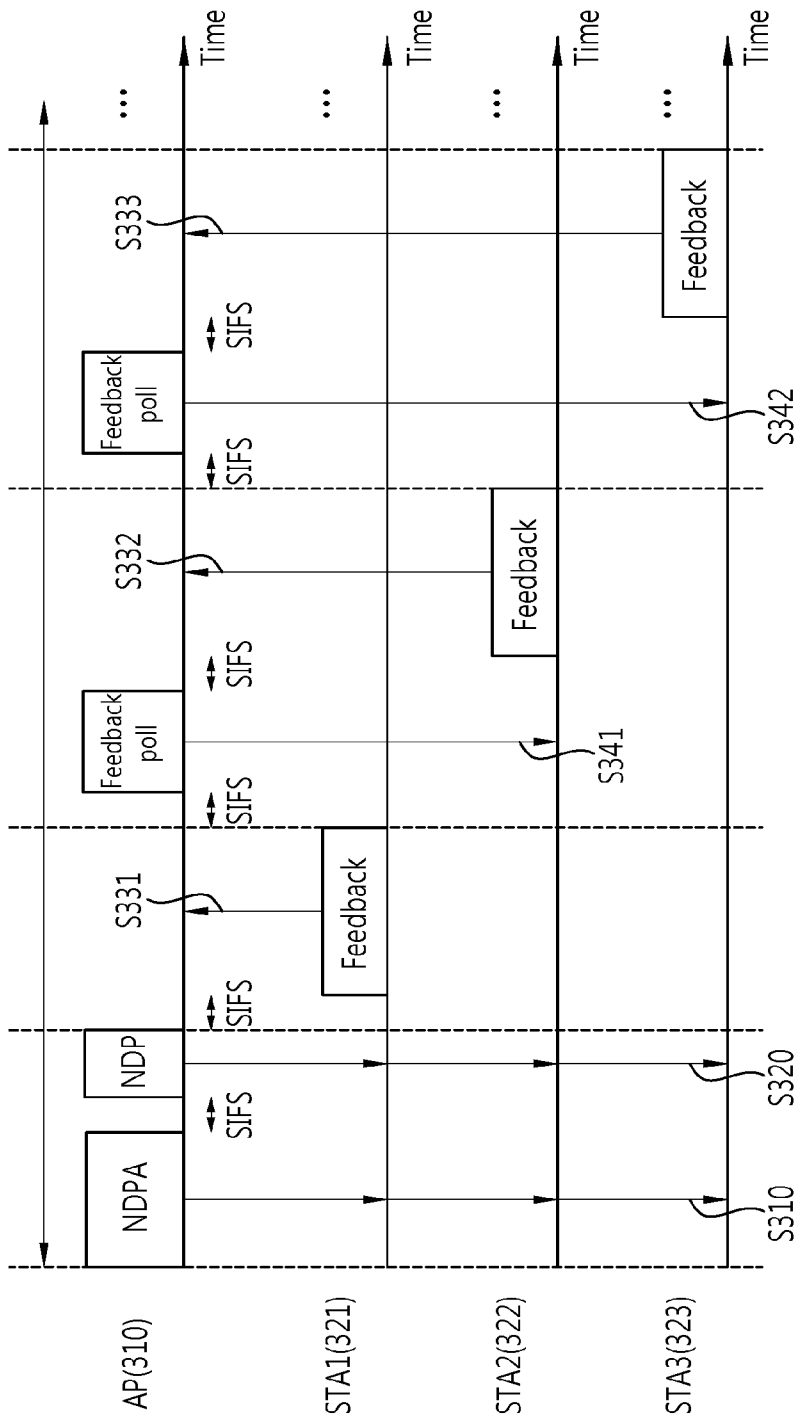 AP(310)
NDPA
NDP
Feedback
poll
Feedback
poll
...
Time
SIFS
SIFS
SIFS
SIFS
SIFS
SIFS
S331
S332
S333
STA1(321)
Feedback
...
Time
STA2(322)
Feedback
...
Time
STA3(323)
Feedback
...
Time
S310
S320
S341
S342